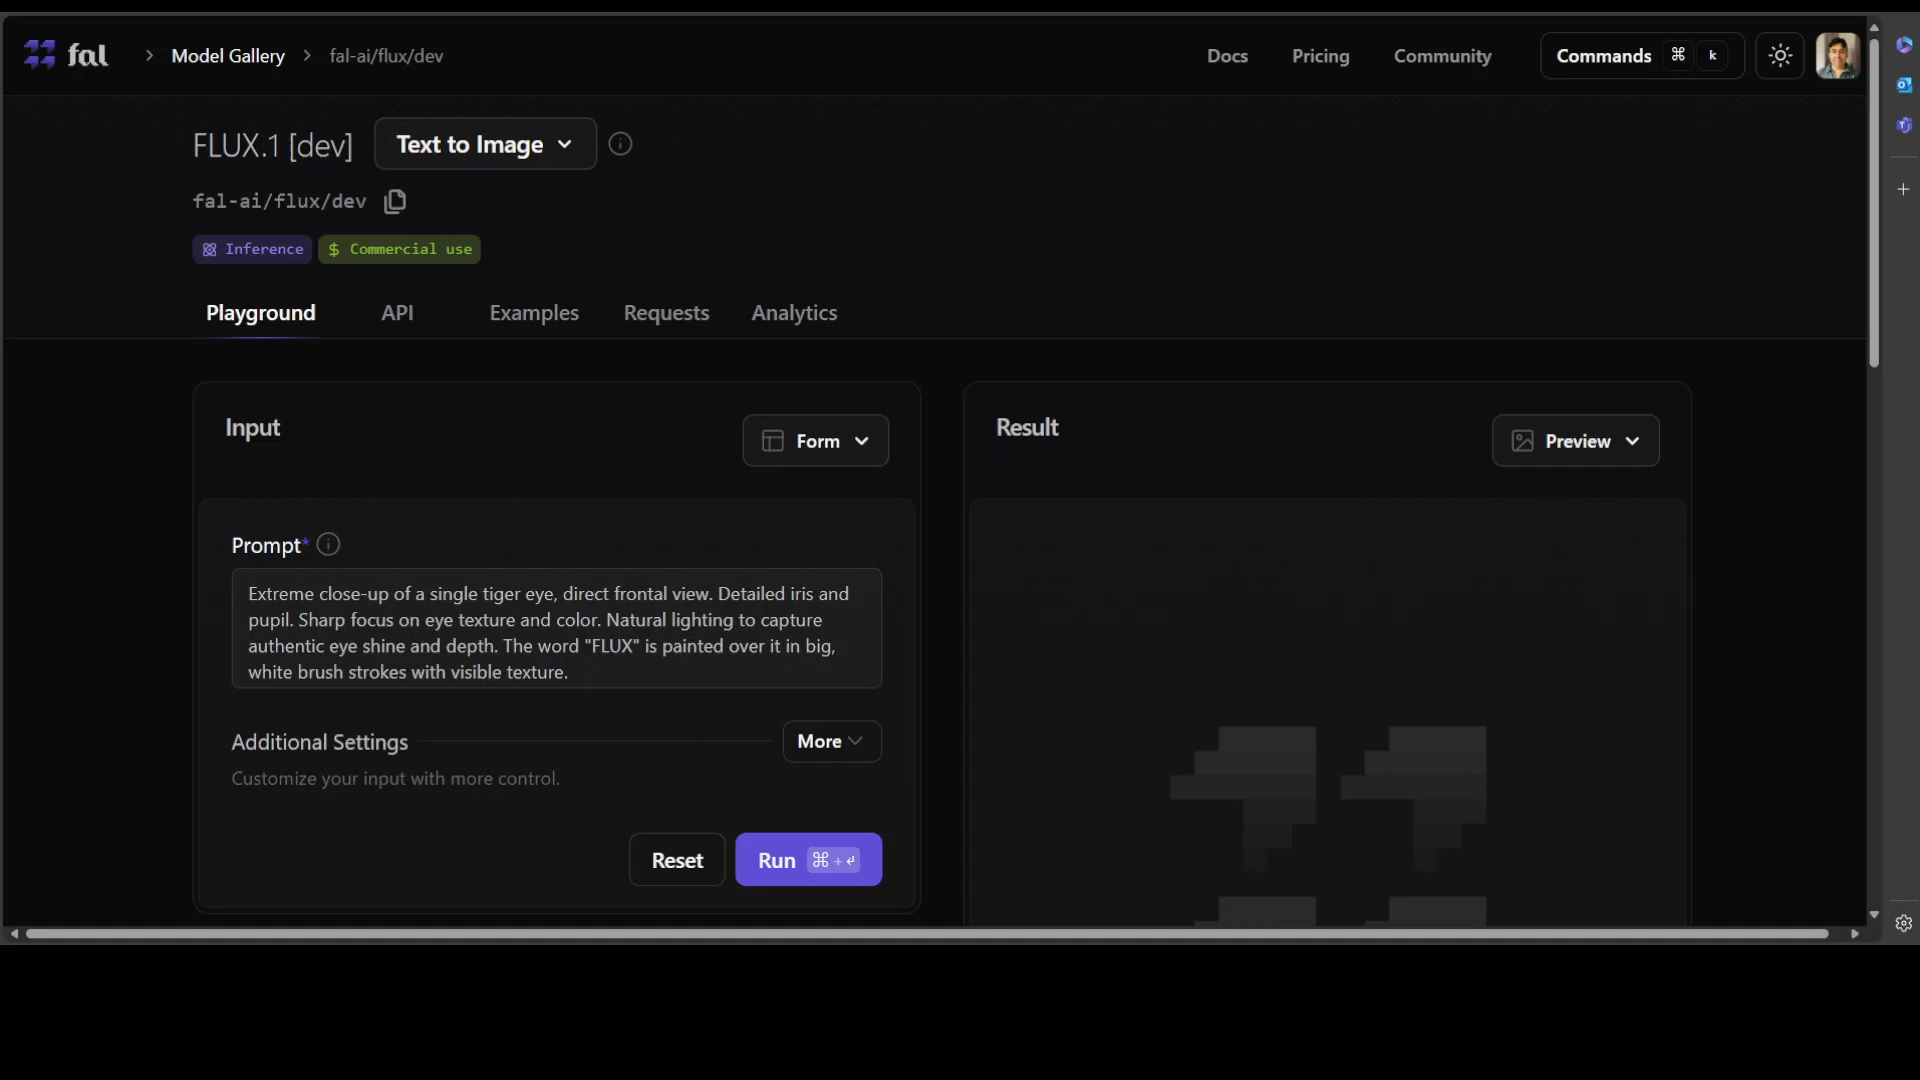 fal
Model Gallery
fal-ai/flux/dev
Docs
Pricing
Community
Commands ⌘ k
FLUX.1 [dev]
Text to Image
fal-ai/flux/dev
Inference
$ Commercial use
Playground
API
Examples
Requests
Analytics
Input
Form
Prompt*
Extreme close-up of a single tiger eye, direct frontal view. Detailed iris and
pupil. Sharp focus on eye texture and color. Natural lighting to capture
authentic eye shine and depth. The word "FLUX" is painted over it in big,
white brush strokes with visible texture.
Additional Settings
More
Customize your input with more control.
Reset
Run ⌘ + ↵
Result
Preview